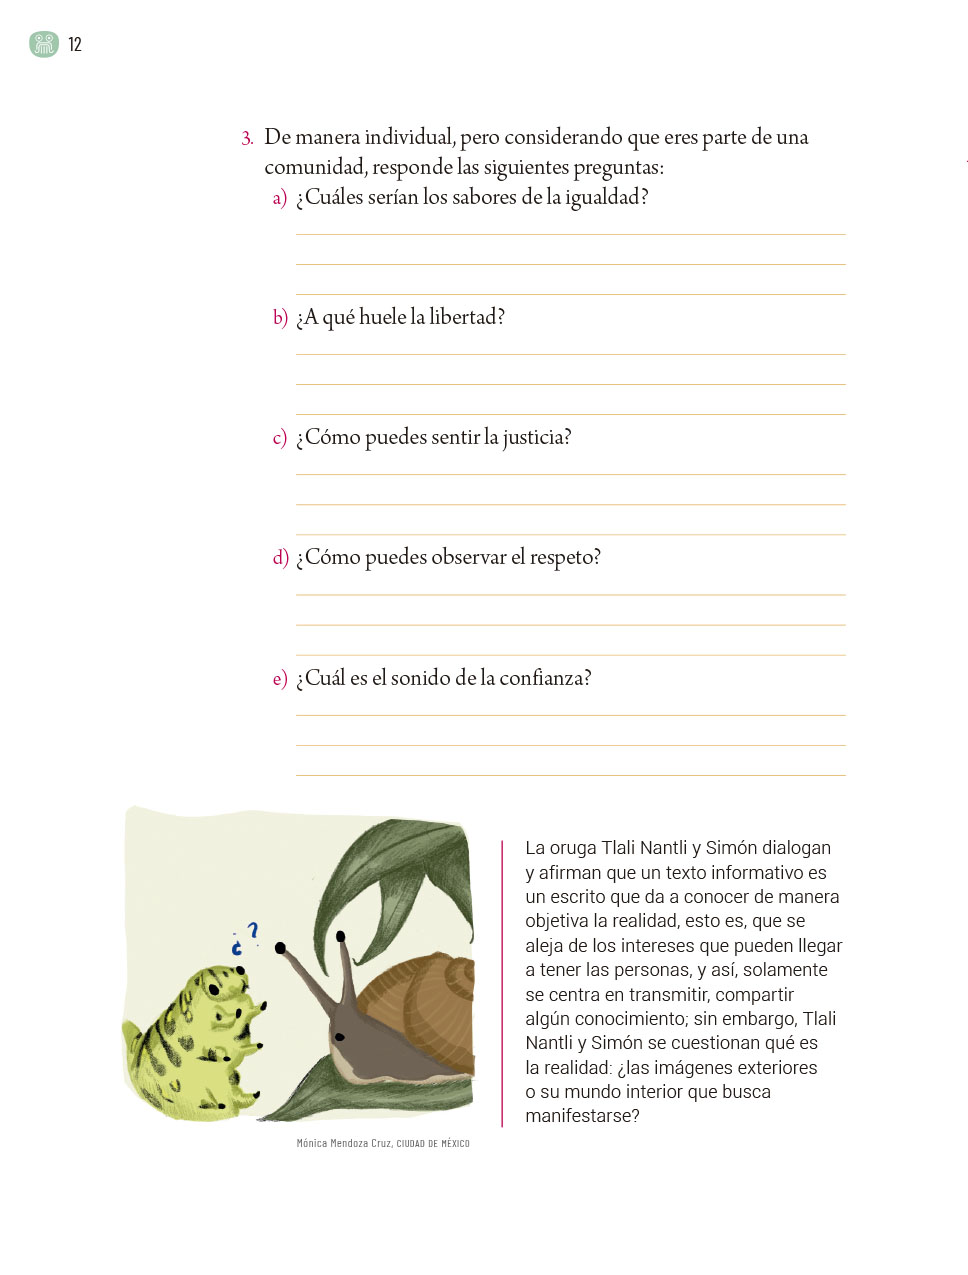 12
3. De manera individual, pero considerando que eres parte de una
comunidad, responde las siguientes preguntas:
a) ¿Cuáles serían los sabores de la igualdad?
b) ¿A qué huele la libertad?
c) ¿Cómo puedes sentir la justicia?
d) ¿Cómo puedes observar el respeto?
e) ¿Cuál es el sonido de la confianza?
¿ ?
La oruga Tlali Nantli y Simón dialogan
y afirman que un texto informativo es
un escrito que da a conocer de manera
objetiva la realidad, esto es, que se
aleja de los intereses que pueden llegar
a tener las personas, y así, solamente
se centra en transmitir, compartir
algún conocimiento; sin embargo, Tlali
Nantli y Simón se cuestionan qué es
la realidad: ¿las imágenes exteriores
o su mundo interior que busca
manifestarse?
Mónica Mendoza Cruz, CIUDAD DE MÉXICO